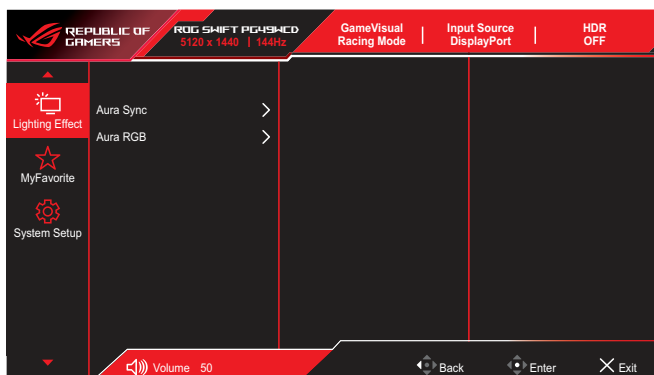 REPUBLIC OF
GAMERS
ROG SWIFT PG49WCD
5120 x 1440 | 144Hz
GameVisual
Racing Mode
Input Source
DisplayPort
HDR
OFF
Lighting Effect
MyFavorite
System Setup
Aura Sync
Aura RGB
Volume 50
Back
Enter
Exit